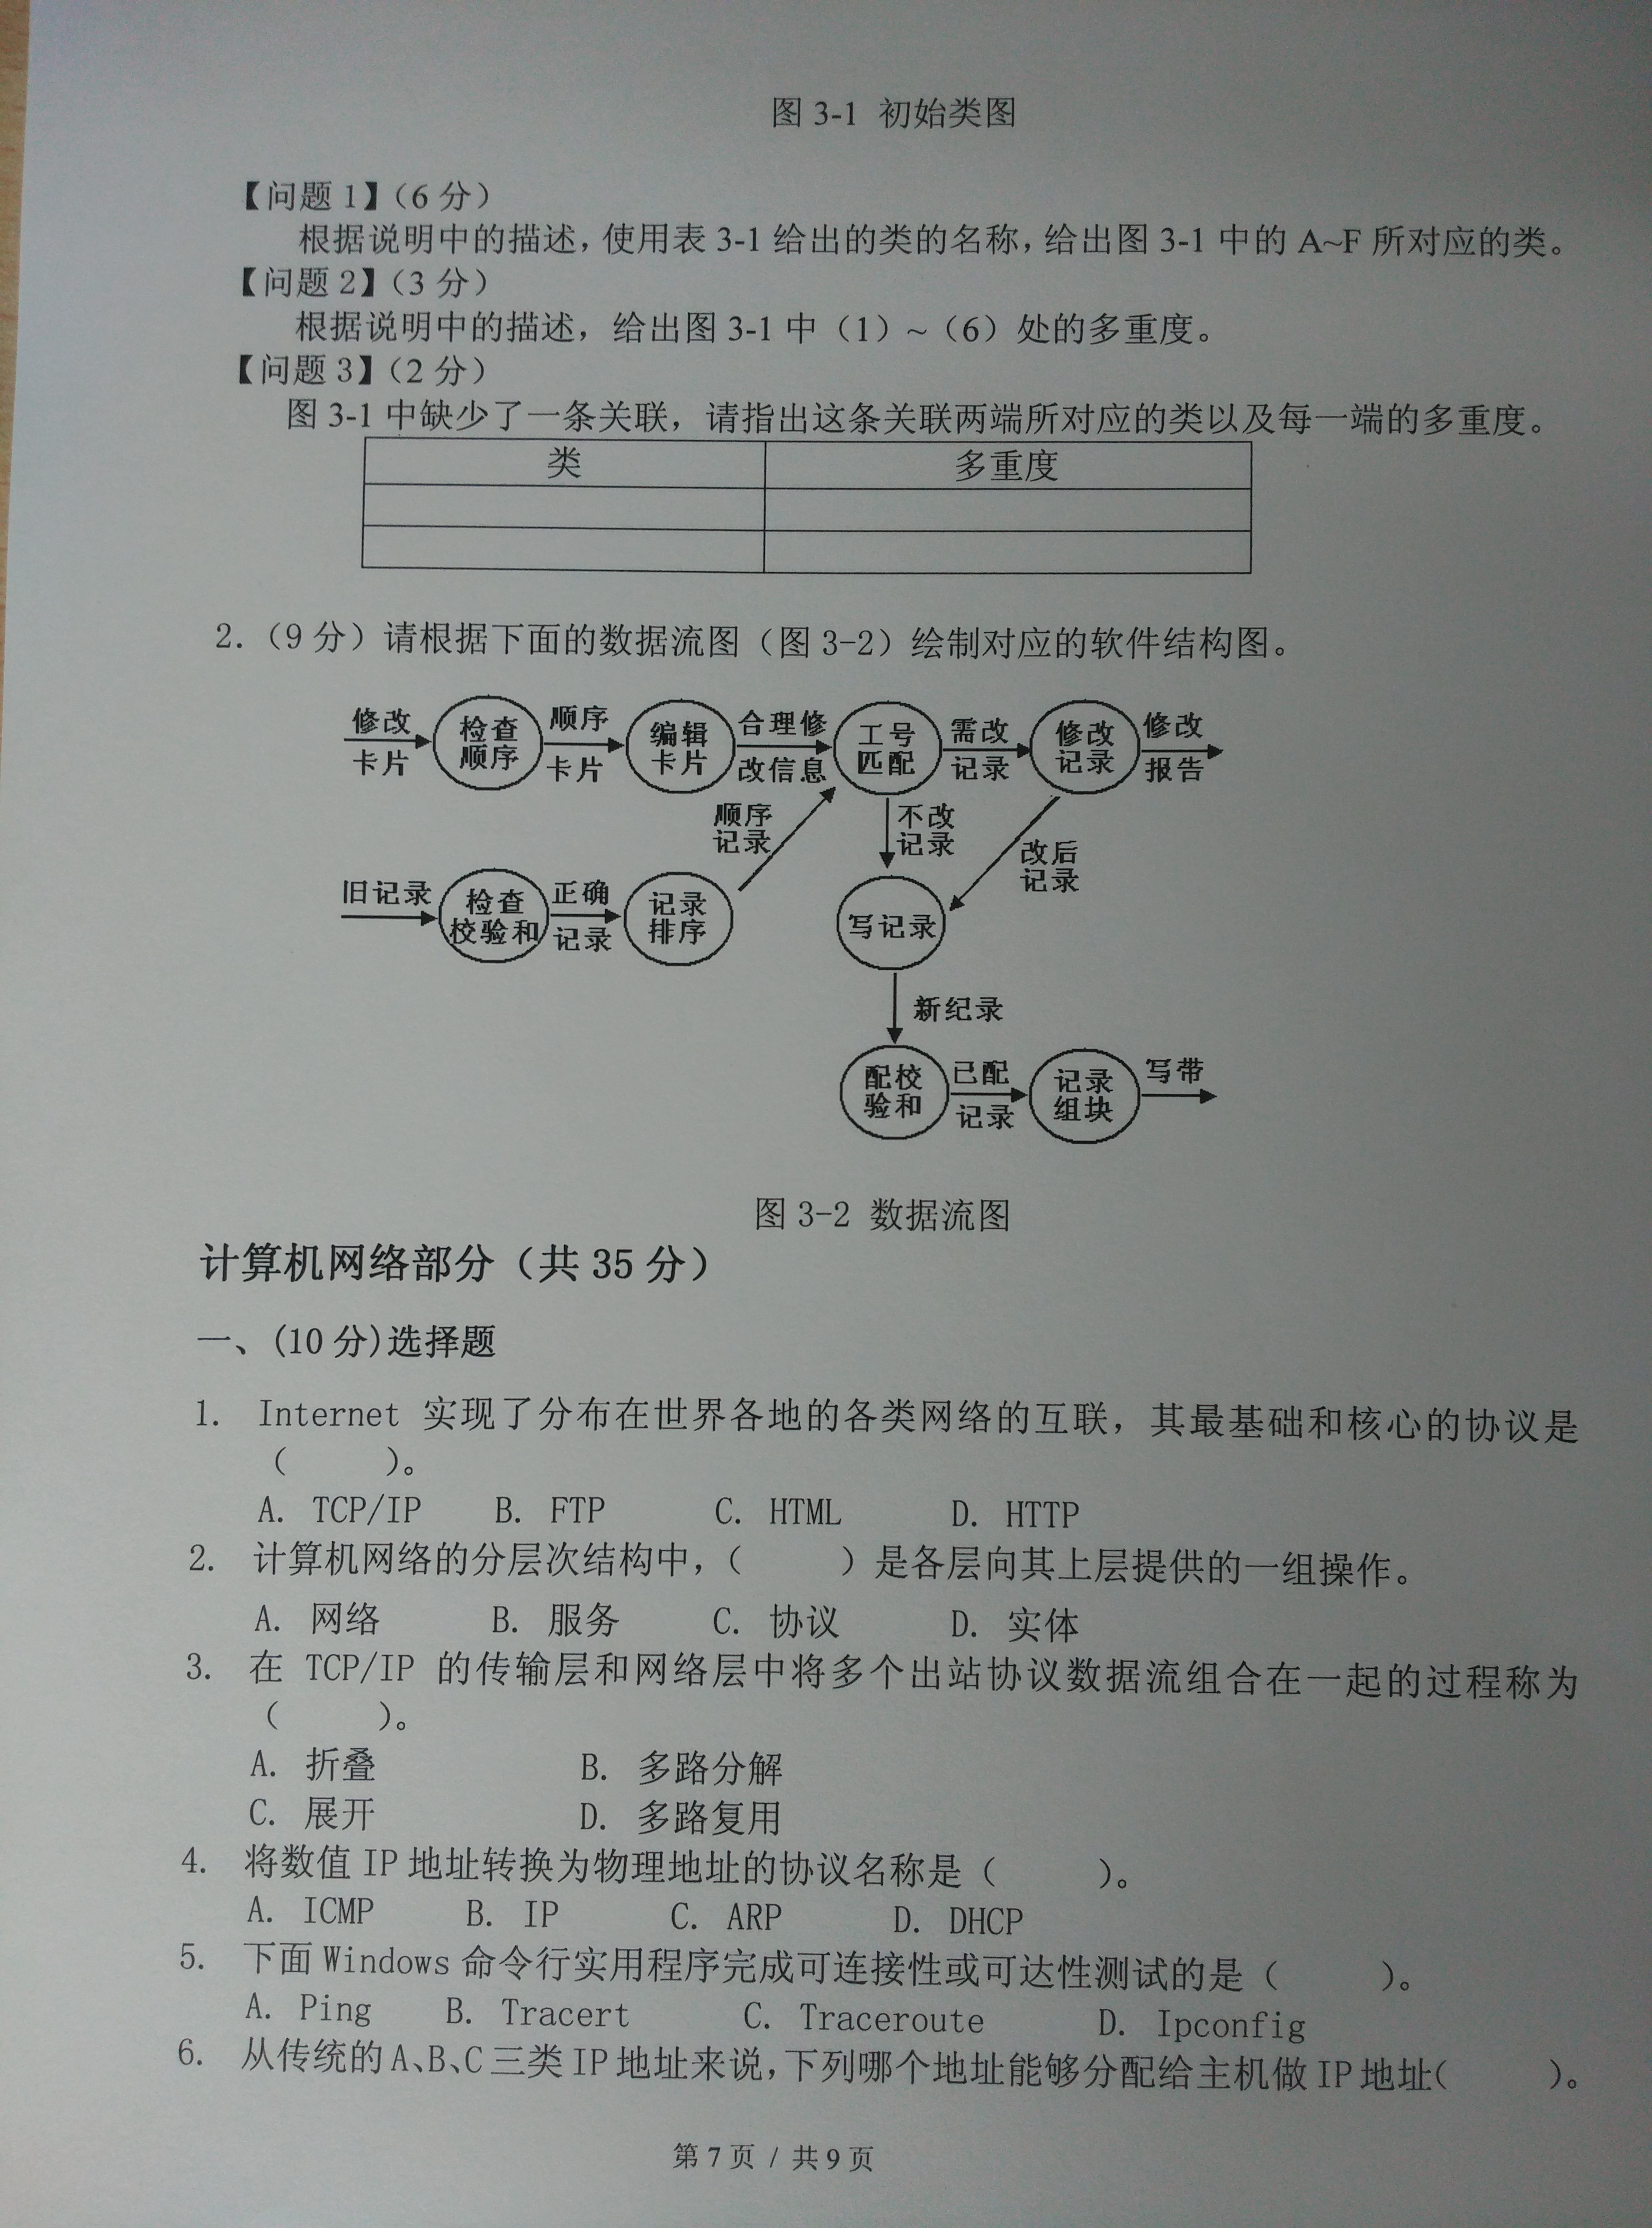 图 3-1 初始类图
【问题 1】（6 分）
根据说明中的描述，使用表 3-1 给出的类的名称，给出图 3-1 中的 A~F 所对应的类。
【问题 2】（3 分）
根据说明中的描述，给出图 3-1 中（1）~（6）处的多重度。
【问题 3】（2 分）
图 3-1 中缺少了一条关联，请指出这条关联两端所对应的类以及每一端的多重度。
类 多重度
2.（9 分）请根据下面的数据流图（图 3-2）绘制对应的软件结构图。
修改
卡片
检查
顺序
顺序
卡片
编辑
卡片
合理修
改信息
工号
匹配
需改
记录
修改
记录
修改
报告
顺序
记录
不改
记录
改后
记录
旧记录
检查
校验和
正确
记录
记录
排序
写记录
新纪录
配校
验和
已配
记录
记录
组块
写带
图 3-2 数据流图
计算机网络部分（共 35 分）
一、(10 分)选择题
1. Internet 实现了分布在世界各地的各类网络的互联，其最基础和核心的协议是
（ ）。
A. TCP/IP B. FTP C. HTML D. HTTP
2. 计算机网络的分层次结构中，（ ）是各层向其上层提供的一组操作。
A. 网络 B. 服务 C. 协议 D. 实体
3. 在 TCP/IP 的传输层和网络层中将多个出站协议数据流组合在一起的过程称为
（ ）。
A. 折叠 B. 多路分解
C. 展开 D. 多路复用
4. 将数值 IP 地址转换为物理地址的协议名称是（ ）。
A. ICMP B. IP C. ARP D. DHCP
5. 下面 Windows 命令行实用程序完成可连接性或可达性测试的是（ ）。
A. Ping B. Tracert C. Traceroute D. Ipconfig
6. 从传统的 A、B、C 三类 IP 地址来说，下列哪个地址能够分配给主机做 IP 地址（ ）。
第 7 页 / 共 9 页